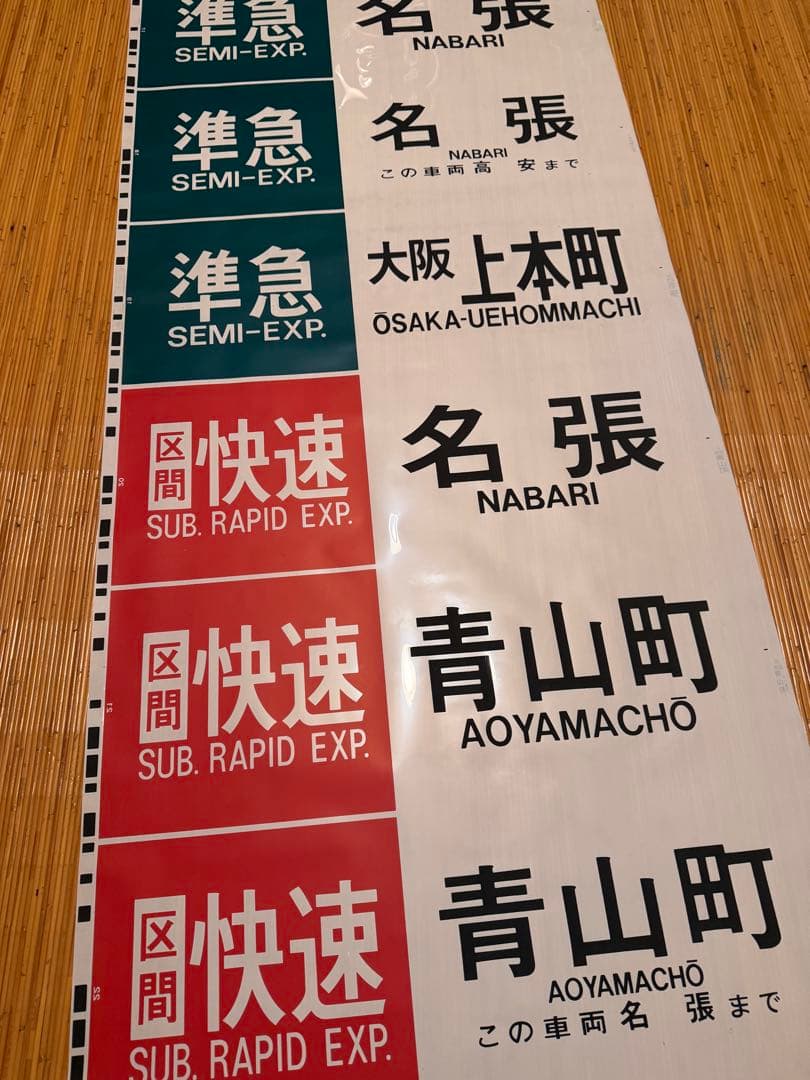 準急 名 張
SEMI-EXP. NABARI
準急 名 張
SEMI-EXP. NABARI
この車両高 安まで
準急 大阪上本町
SEMI-EXP. ŌSAKA-UEHOMMACHI
区間快速 名 張
SUB. RAPID EXP. NABARI
50
区間快速 青山町
SUB. RAPID EXP. AOYAMACHŌ
51
区間快速 青山町
SUB. RAPID EXP. AOYAMACHŌ
この車両名 張まで
52